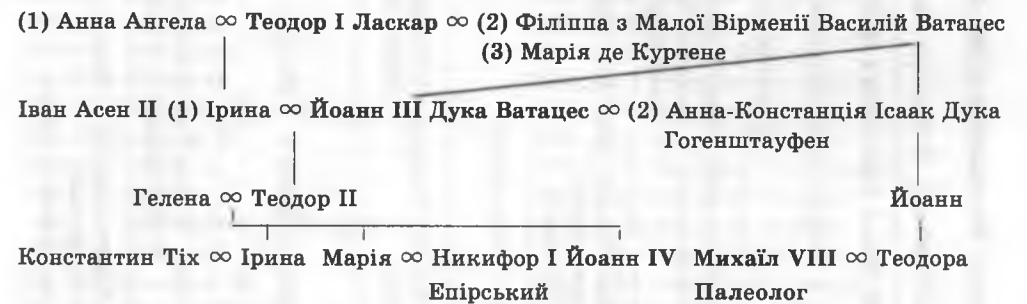 (1) Анна Ангела ∞ Теодор I Ласкар ∞ (2) Філіппа з Малої Вірменії Василій Ватацес
(3) Марія де Куртене
Іван Асен II (1) Ірина ∞ Йоанн III Дука Ватацес ∞ (2) Анна-Констанція Ісаак Дука
Гогенштауфен
Гелена ∞ Теодор II Йоанн
Константин Тіх ∞ Ірина Марія ∞ Никифор I Йоанн IV Михаїл VIII ∞ Теодора
Епірський Палеолог